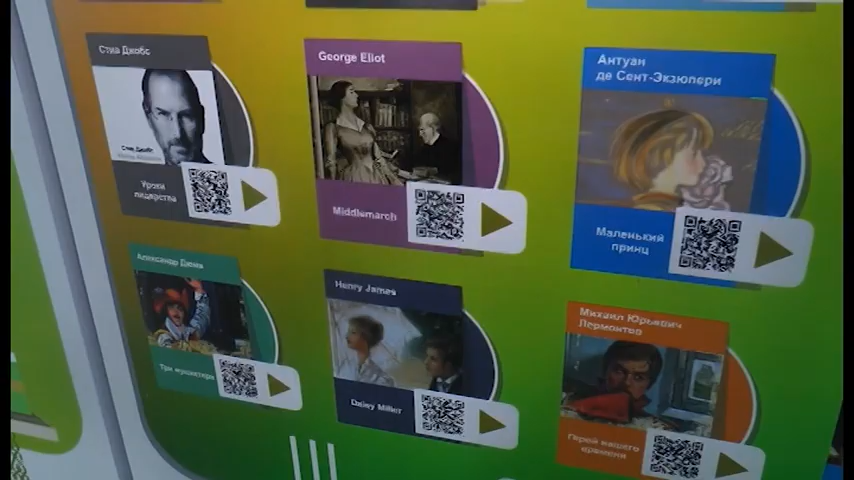 Стив Джобс
Стив Джобс
Уроки
лидерства
George Eliot
Middlemarch
Антуан
де Сент-Экзюпери
Маленький
принц
Александр Дюма
Три мушкетера
Henry James
Daisy Miller
Михаил Юрьевич
Лермонтов
Герой нашего
времени